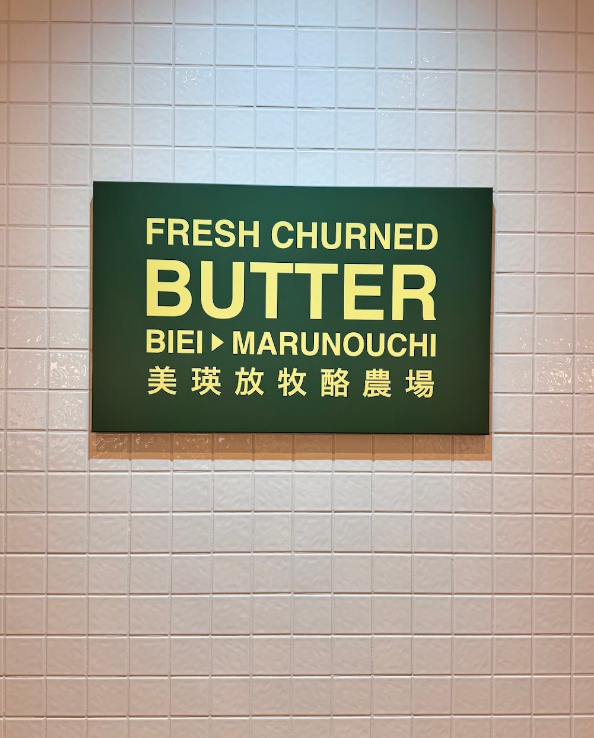 FRESH CHURNED
BUTTER
BIEI ▶ MARUNOUCHI
美瑛放牧酪農場